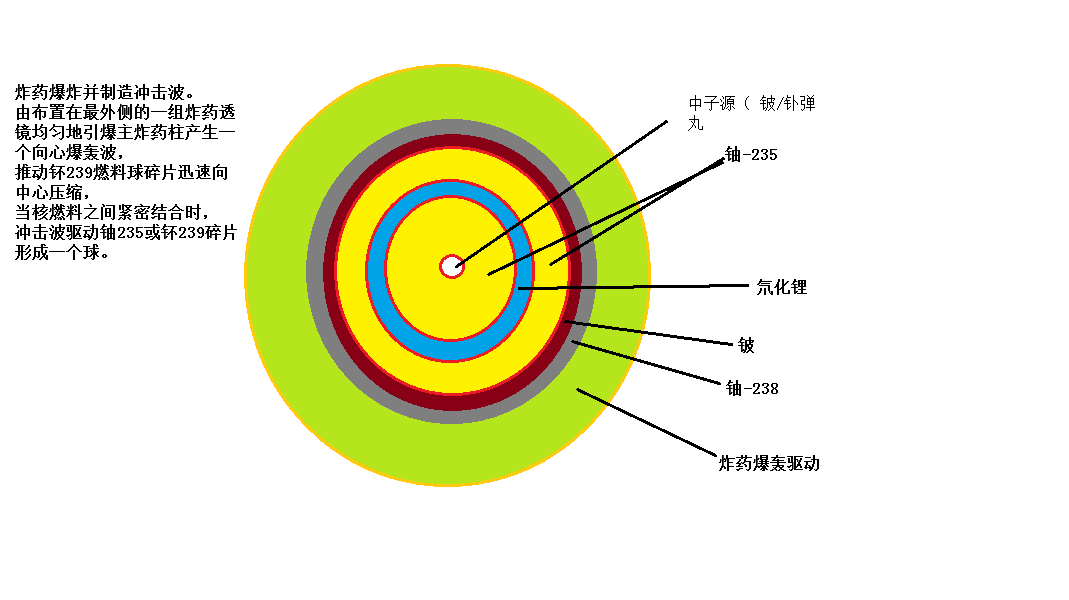 炸药爆炸并制造冲击波。
由布置在最外侧的一组炸药透
镜均匀地引爆主炸药柱产生一
个向心爆轰波，
推动钚239燃料球碎片迅速向
中心压缩，
当核燃料之间紧密结合时，
冲击波驱动铀235或钚239碎片
形成一个球。
中子源（ 铍/钋弹
丸
铀-235
氘化锂
铍
铀-238
炸药爆轰驱动